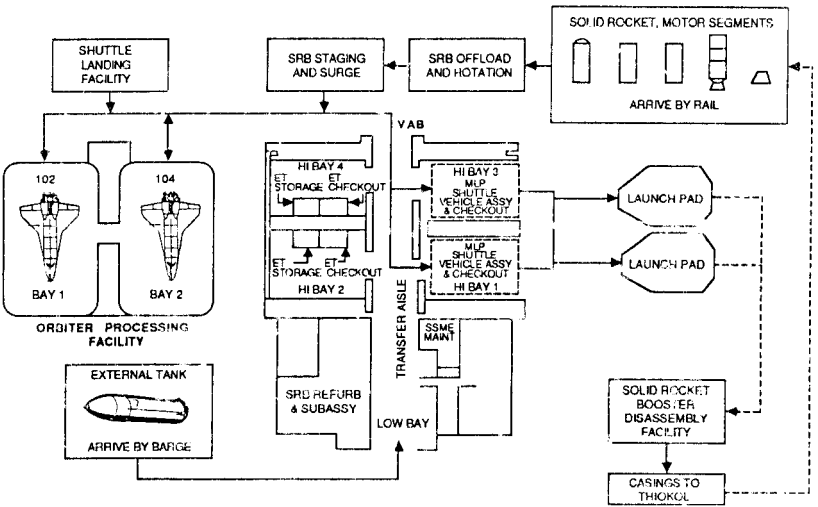 SHUTTLE
LANDING
FACILITY
SRB STAGING
AND SURGE
SRB OFFLOAD
AND HOTATION
SOLID ROCKET, MOTOR SEGMENTS
ARRIVE BY RAIL
VAB
102
BAY 1
104
BAY 2
ORBITER PROCESSING
FACILITY
HI BAY 4
ET ET
STORAGE CHECKOUT
ET ET
STORAGE CHECKOUT
HI BAY 2
HI BAY 3
MLP
SHUTTLE
VEHICLE ASSY
& CHECKOUT
MLP
SHUTTLE
VEHICLE ASSY
& CHECKOUT
HI BAY 1
LAUNCH PAD
LAUNCH PAD
TRANSFER AISLE
SSME
MAINT
SRB REFURB
& SUBASSY
LOW BAY
EXTERNAL TANK
ARRIVE BY BARGE
SOLID ROCKET
BOOSTER
DISASSEMBLY
FACILITY
CASINGS TO
THIOKOL